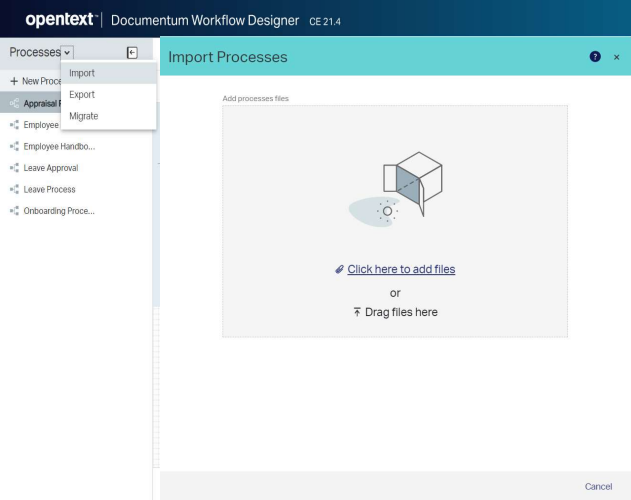 opentext™ | Documentum Workflow Designer CE 21.4
Processes
Import Processes
? ×
+ New Proce
Import
Export
Migrate
Appraisal
Employee
Employee Handbo...
Leave Approval
Leave Process
Onboarding Proce...
Add processes files
Click here to add files
or
Drag files here
Cancel